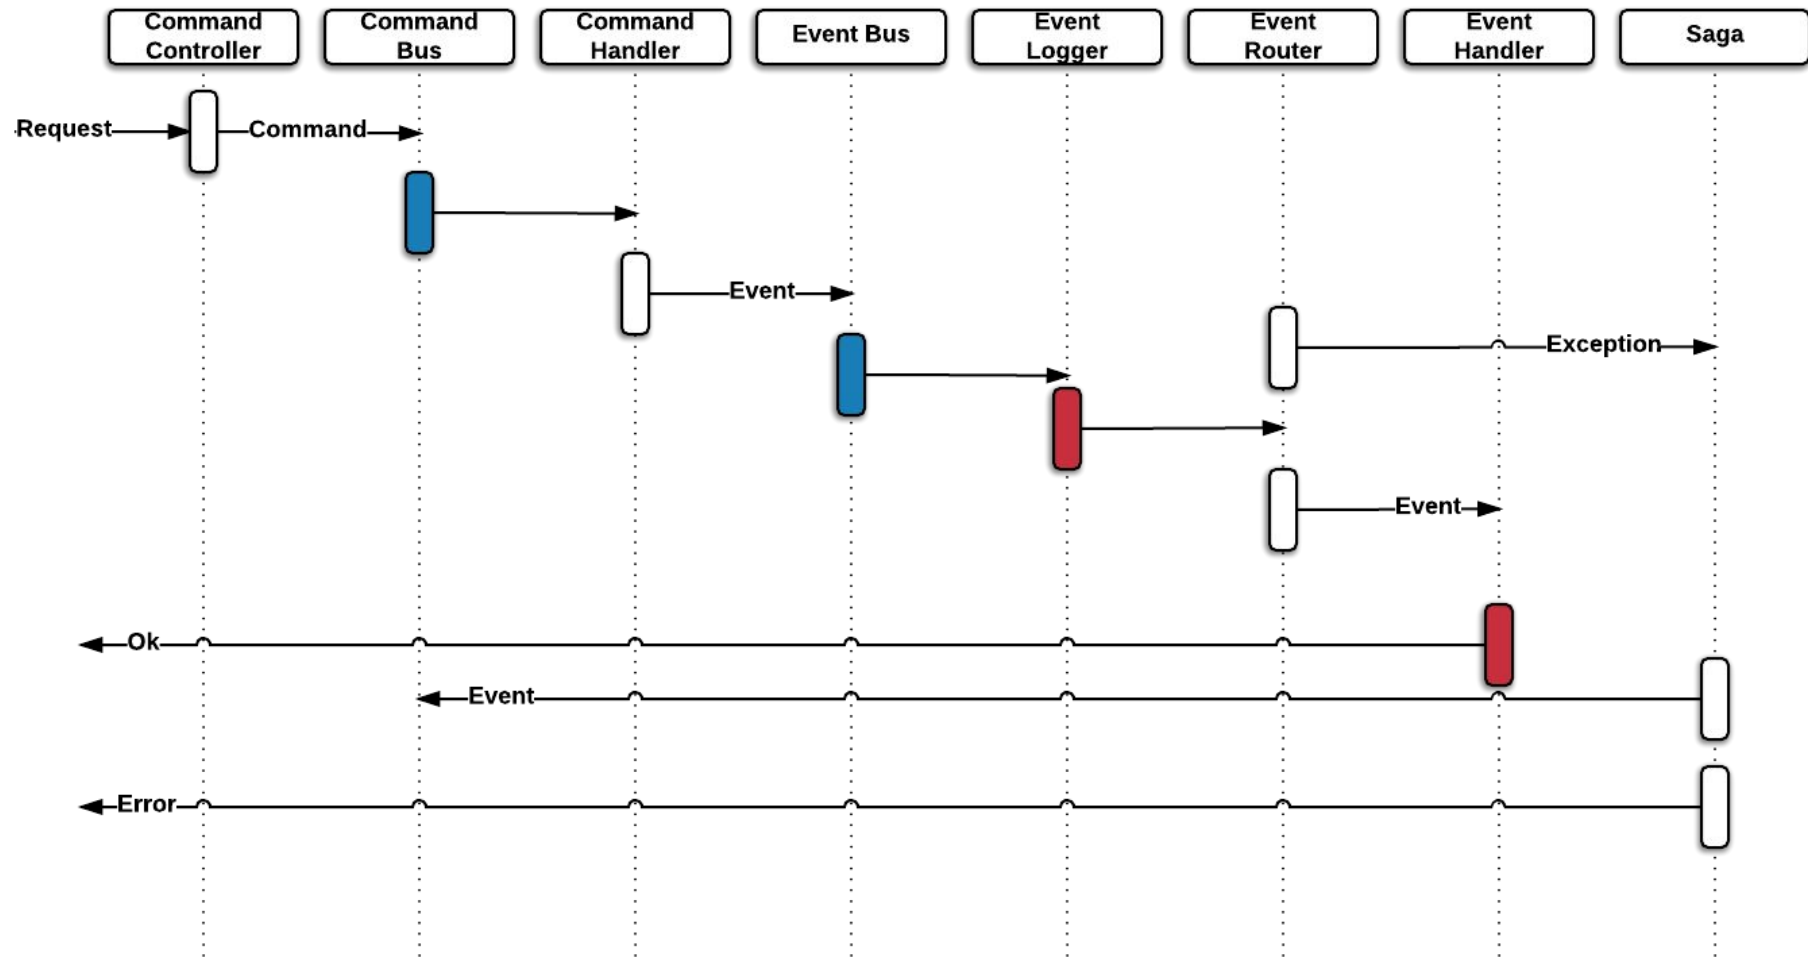 Command
Controller
Command
Bus
Command
Handler
Event Bus
Event
Logger
Event
Router
Event
Handler
Saga
Request
Command
Event
Exception
Event
Ok
Event
Error